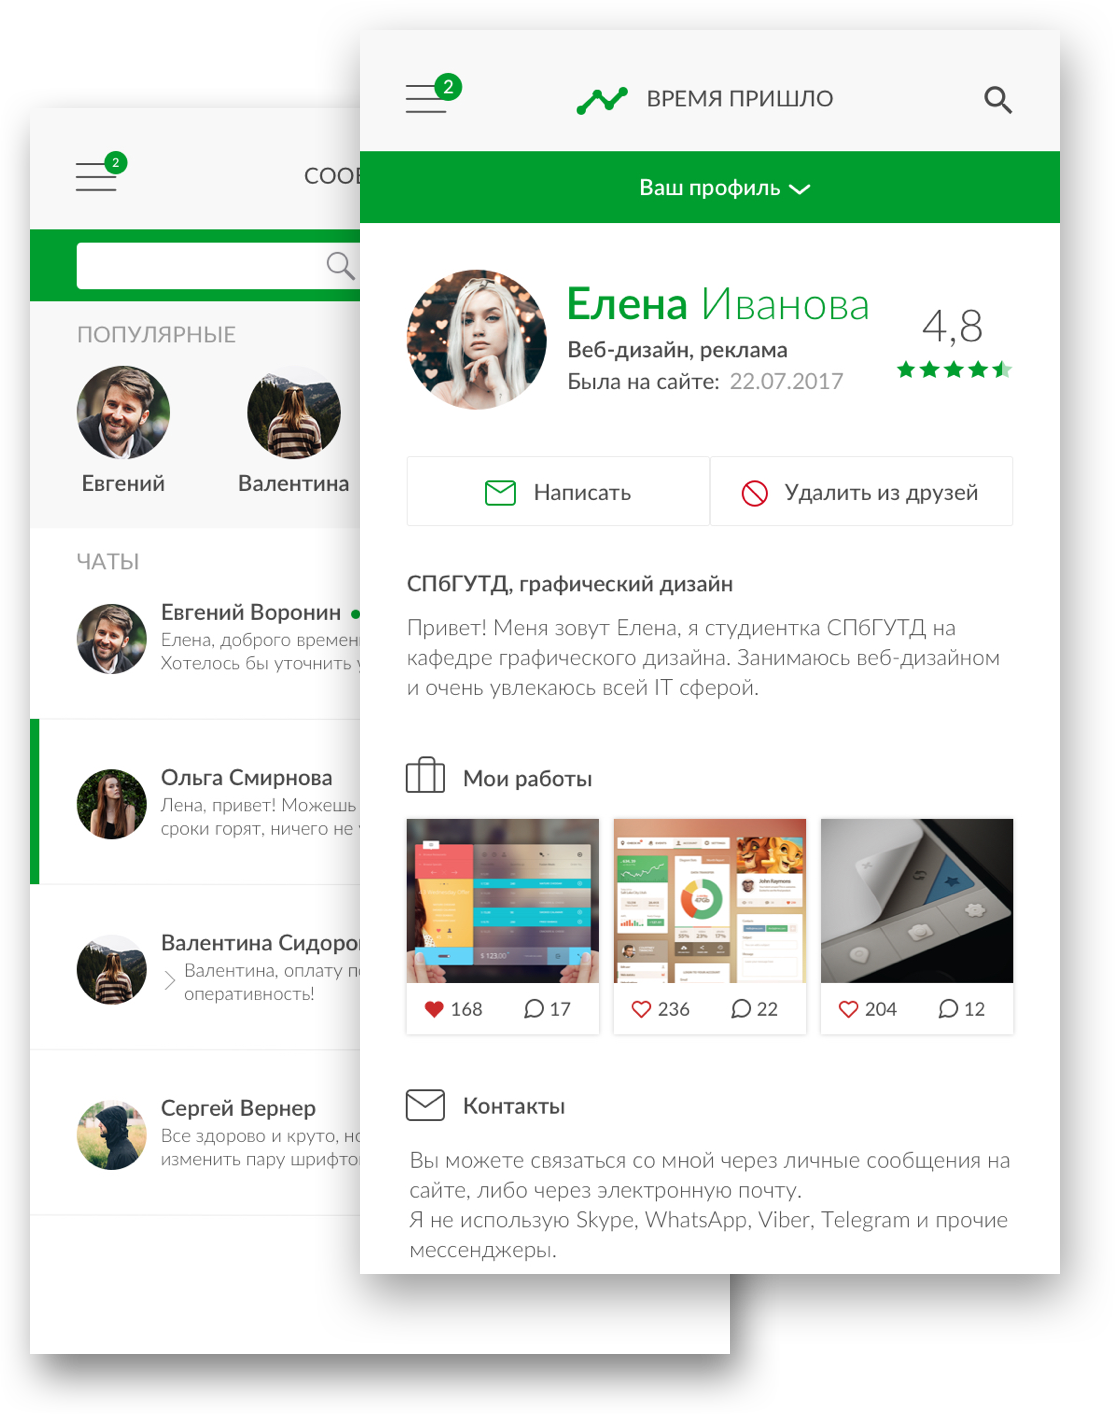 2
ВРЕМЯ ПРИШЛО
Ваш профиль
Елена Иванова
Веб-дизайн, реклама
Была на сайте: 22.07.2017
4,8
Написать
Удалить из друзей
СПбГУТД, графический дизайн
Привет! Меня зовут Елена, я студиентка СПбГУТД на
кафедре графического дизайна. Занимаюсь веб-дизайном
и очень увлекаюсь всей IT сферой.
Мои работы
168 17
236 22
204 12
Контакты
Вы можете связаться со мной через личные сообщения на
сайте, либо через электронную почту.
Я не использую Skype, WhatsApp, Viber, Telegram и прочие
мессенджеры.
2
ПОПУЛЯРНЫЕ
Евгений
Валентина
ЧАТЫ
Евгений Воронин
Елена, доброго
Хотелось бы уточнить
Ольга Смирнова
Лена, привет! Можешь
сроки горят, ничего не
Валентина
Валентина, оплату
оперативность!
Сергей Вернер
Все здорово и круто,
изменить пару